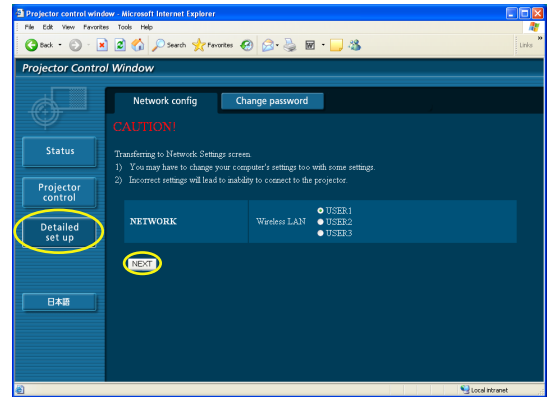 Projector control window - Microsoft Internet Explorer
File Edit View Favorites Tools Help
Back Search Favorites Links
Projector Control Window
Network config Change password
CAUTION!
Status
Transferring to Network Settings screen.
1) You may have to change your computer's settings too with some settings.
2) Incorrect settings will lead to inability to connect to the projector.
Projector
control
NETWORK Wireless LAN USER1
USER2
USER3
Detailed
set up
NEXT
日本語
Local intranet